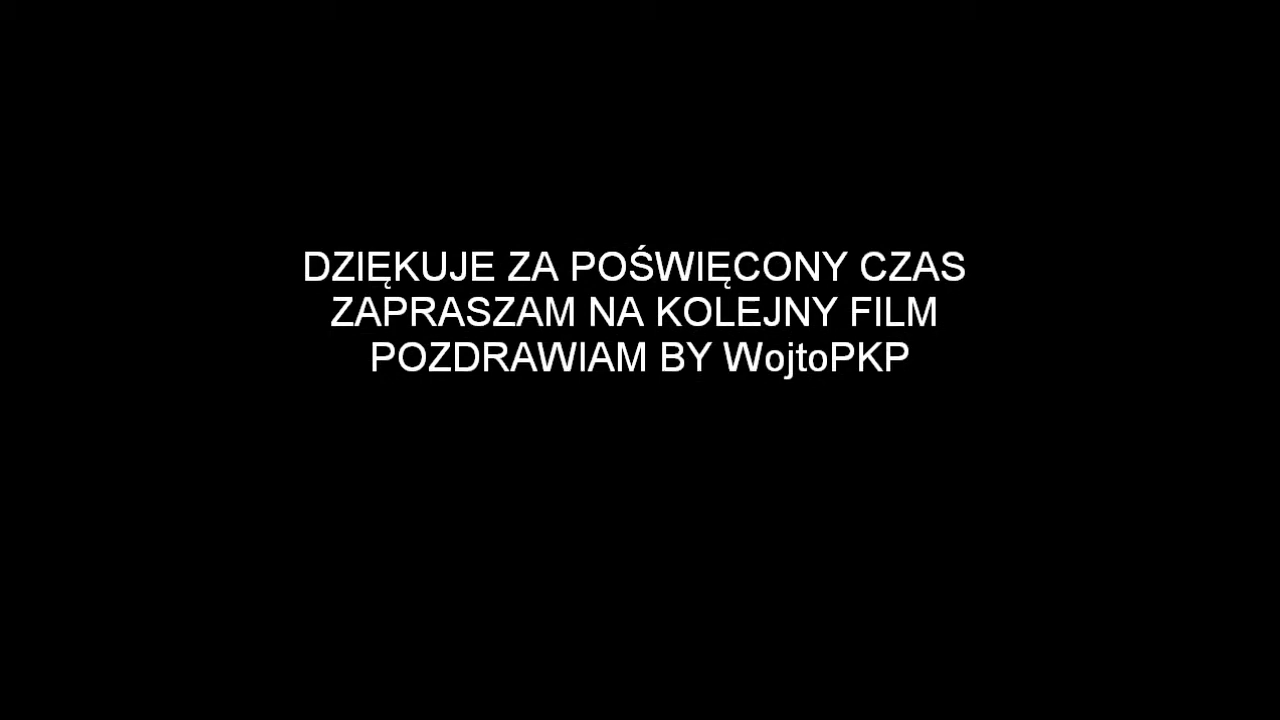 DZIĘKUJE ZA POŚWIĘCONY CZAS
ZAPRASZAM NA KOLEJNY FILM
POZDRAWIAM BY WojtoPKP